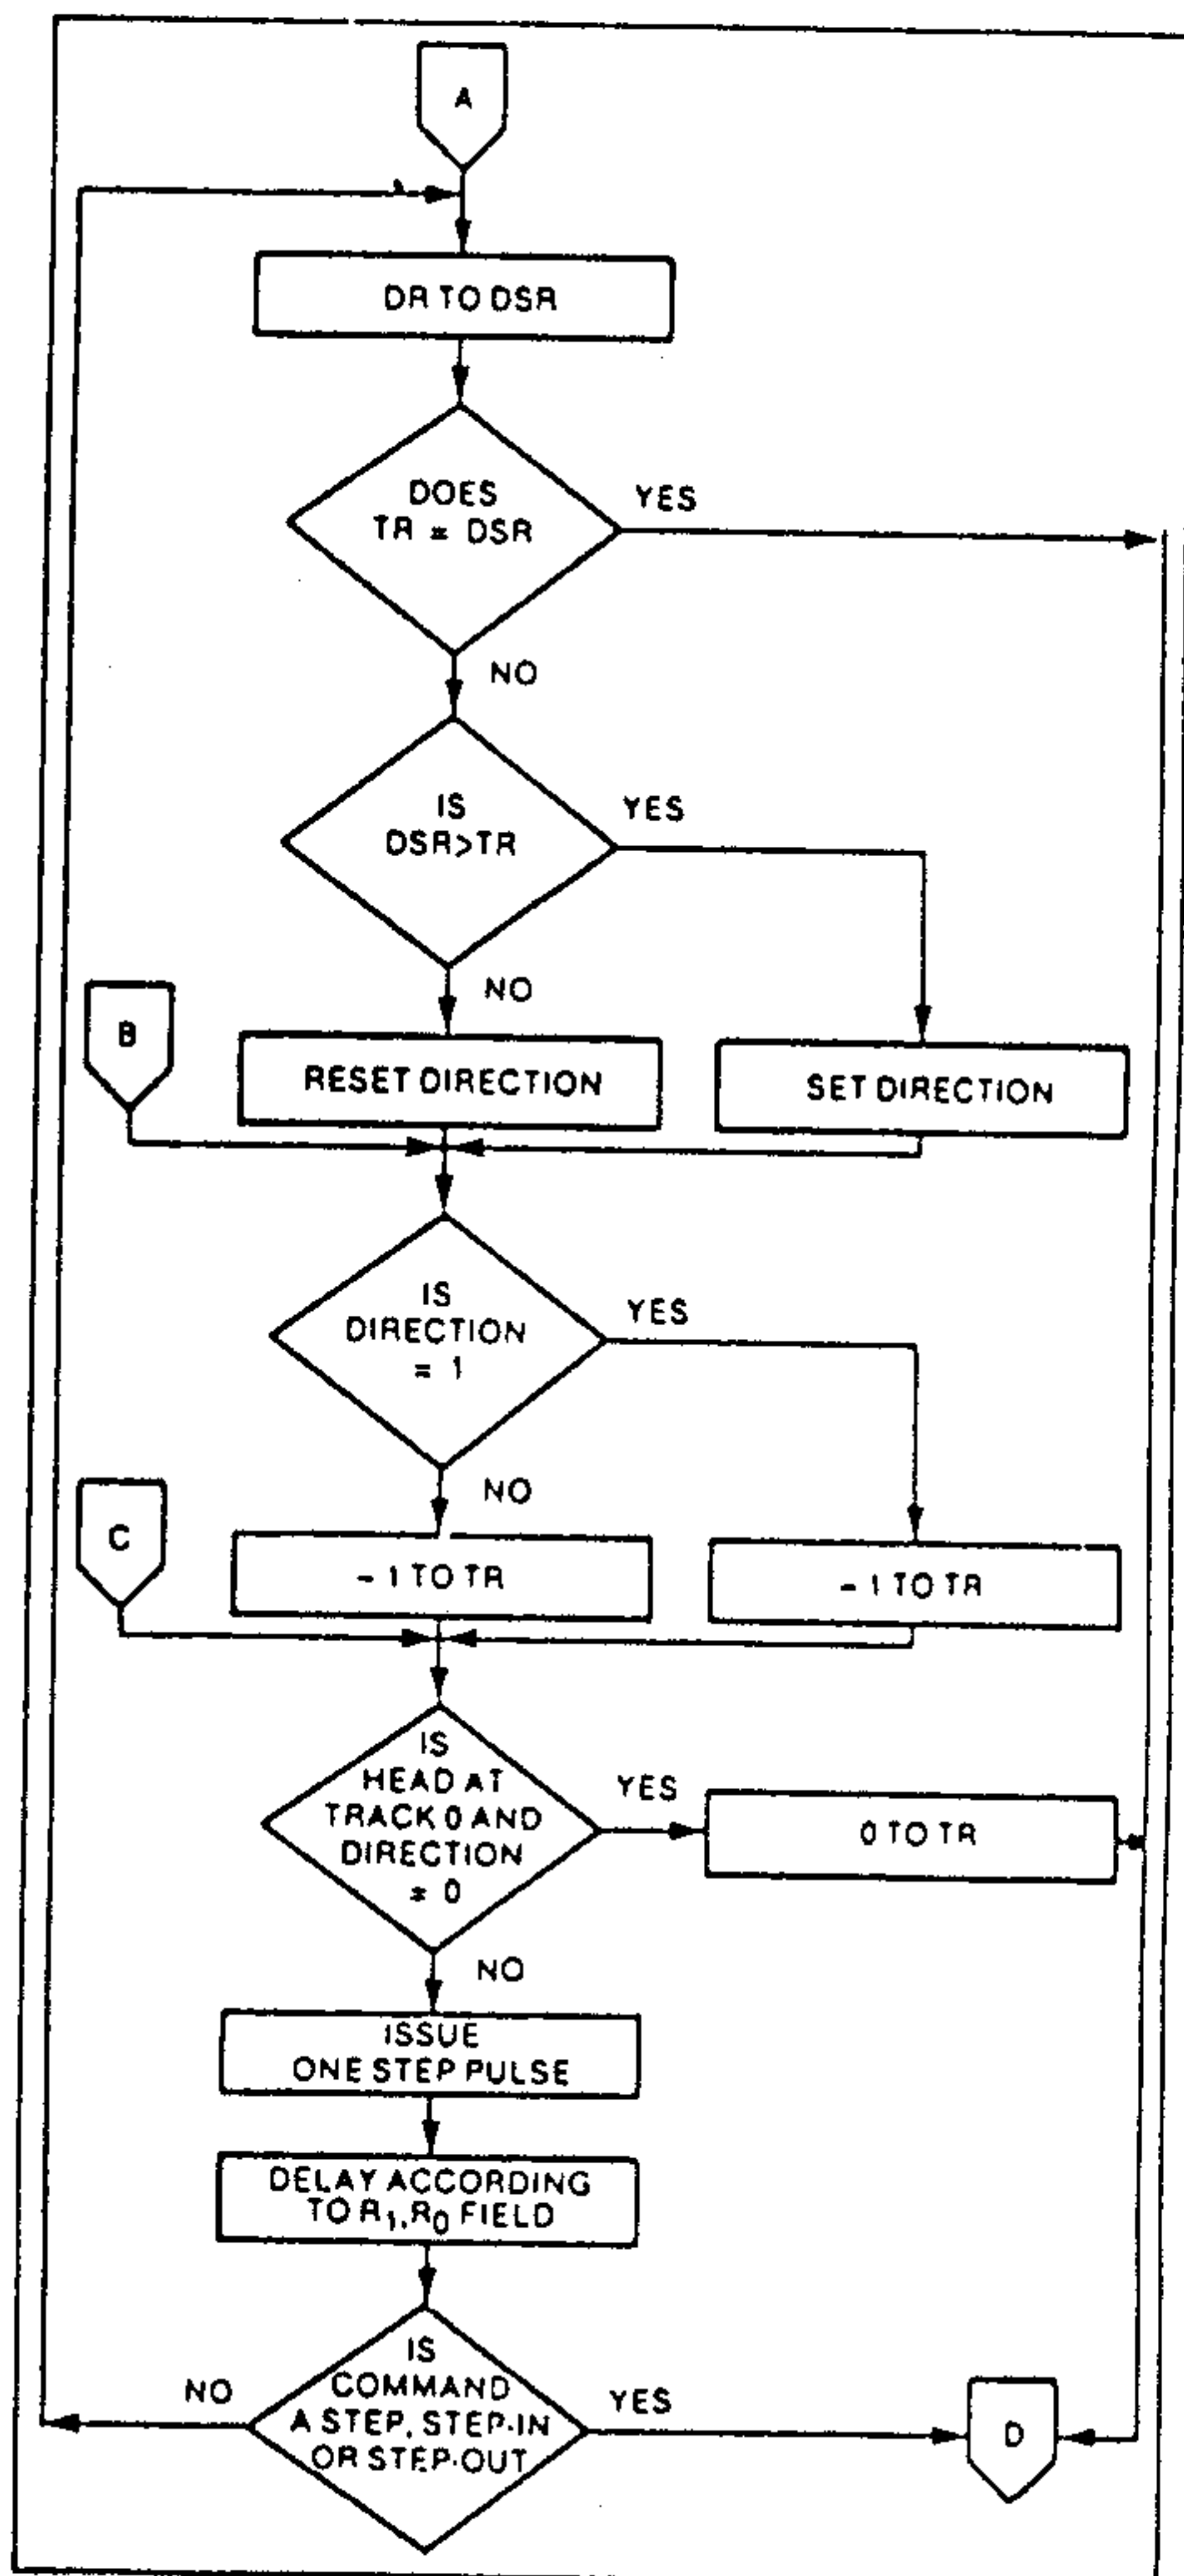 A
DR TO DSR
DOES
TR = DSR
YES
NO
IS
DSR>TR
YES
NO
B
RESET DIRECTION
SET DIRECTION
IS
DIRECTION
= 1
YES
NO
C
- 1 TO TR
- 1 TO TR
IS
HEAD AT
TRACK 0 AND
DIRECTION
= 0
YES
0 TO TR
NO
ISSUE
ONE STEP PULSE
DELAY ACCORDING
TO R1, R0 FIELD
IS
COMMAND
A STEP, STEP-IN
OR STEP-OUT
NO
YES
D